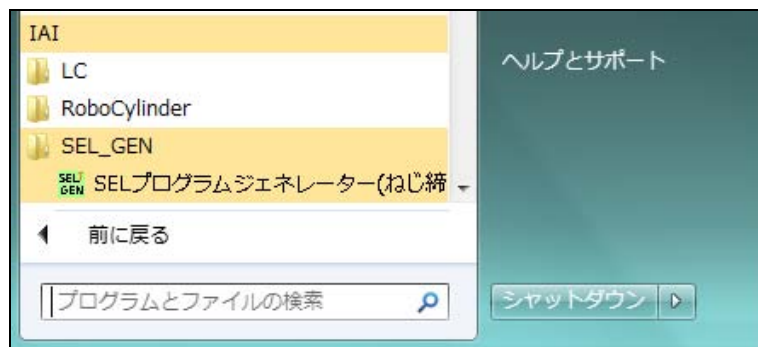 IAI
LC
RoboCylinder
SEL_GEN
SEL GEN SELプログラムジェネレーター(ねじ締
前に戻る
プログラムとファイルの検索
ヘルプとサポート
シャットダウン